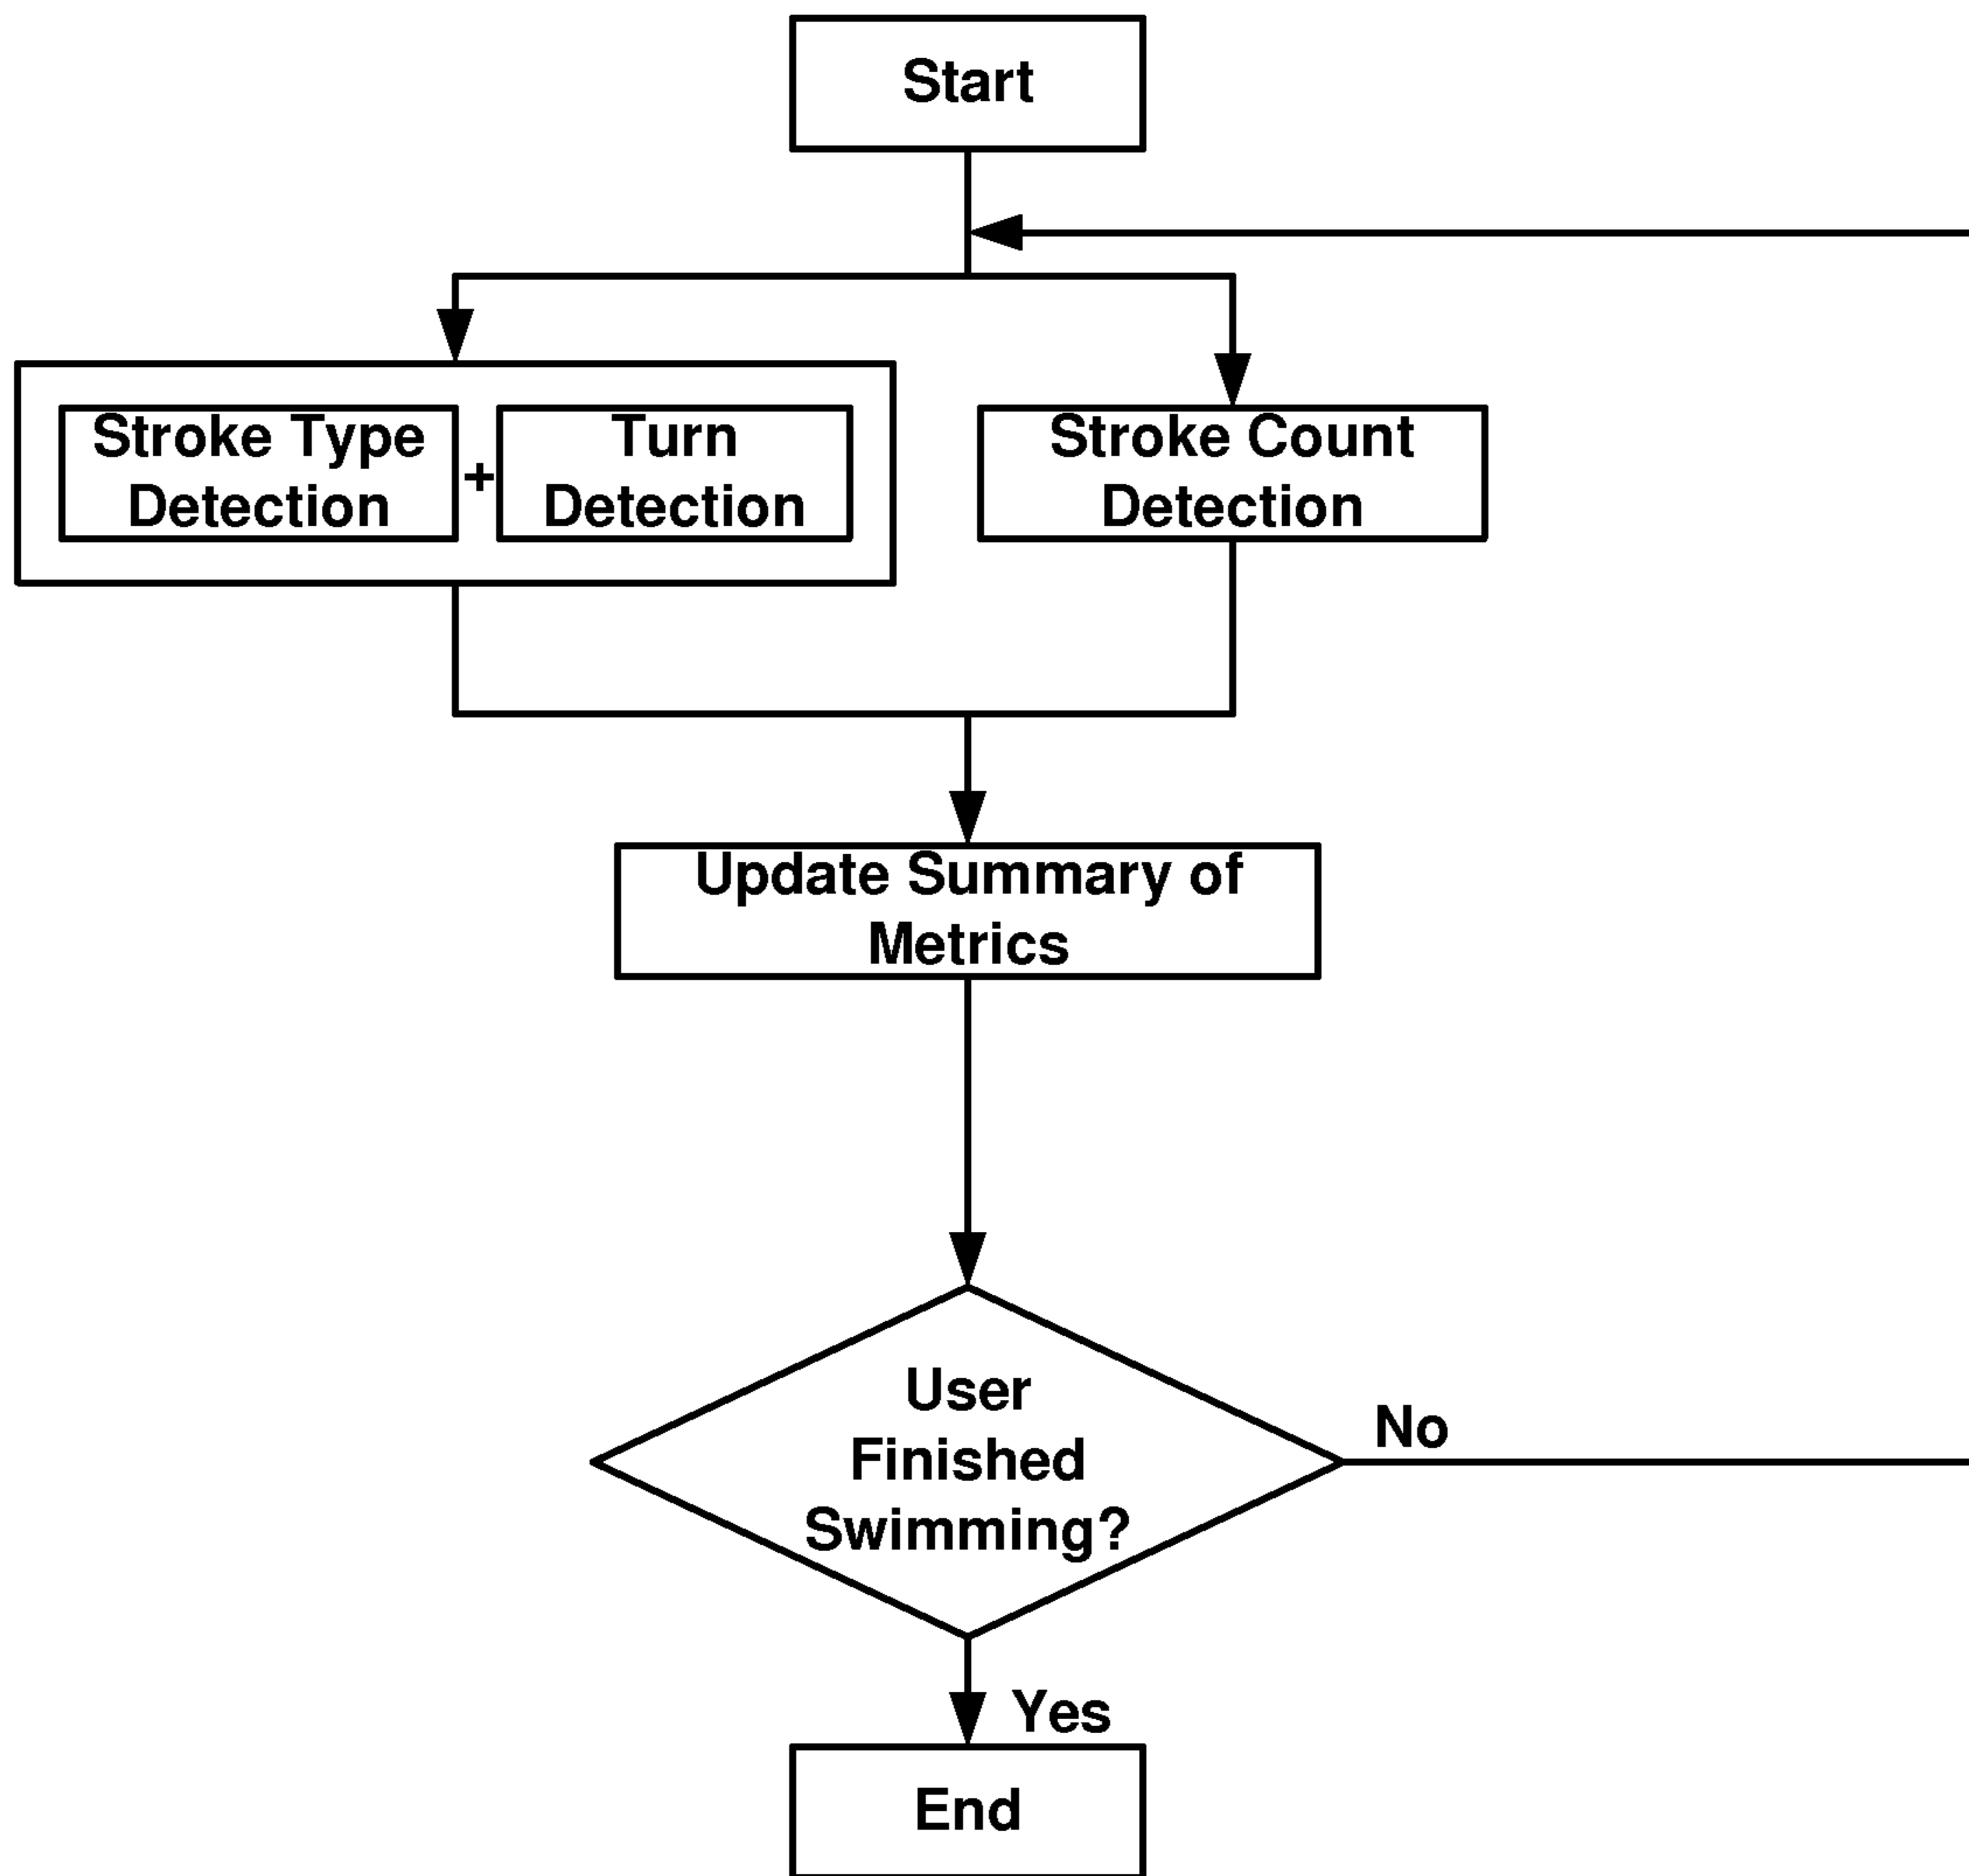 Start
Stroke Type
Detection
+
Turn
Detection
Stroke Count
Detection
Update Summary of
Metrics
User
Finished
Swimming?
No
Yes
End